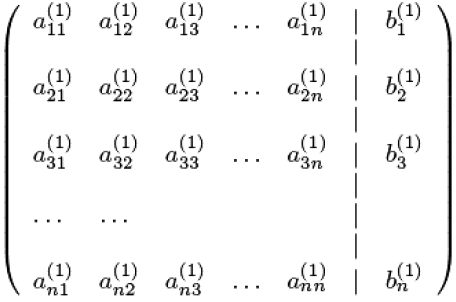 a_{11}^{(1)} a_{12}^{(1)} a_{13}^{(1)} … a_{1n}^{(1)} | b_1^{(1)}
|
a_{21}^{(1)} a_{22}^{(1)} a_{23}^{(1)} … a_{2n}^{(1)} | b_2^{(1)}
|
a_{31}^{(1)} a_{32}^{(1)} a_{33}^{(1)} … a_{3n}^{(1)} | b_3^{(1)}
|
… … |
|
a_{n1}^{(1)} a_{n2}^{(1)} a_{n3}^{(1)} … a_{nn}^{(1)} | b_n^{(1)}